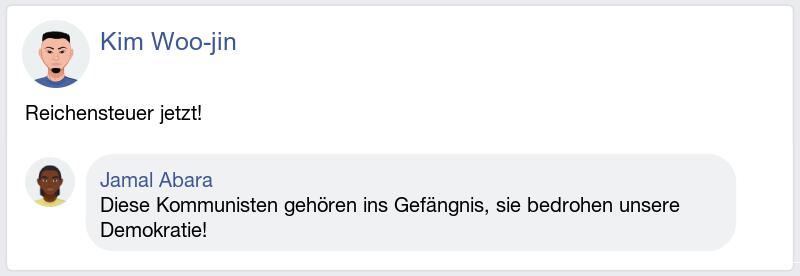 Kim Woo-jin
Reichensteuer jetzt!
Jamal Abara
Diese Kommunisten gehören ins Gefängnis, sie bedrohen unsere
Demokratie!